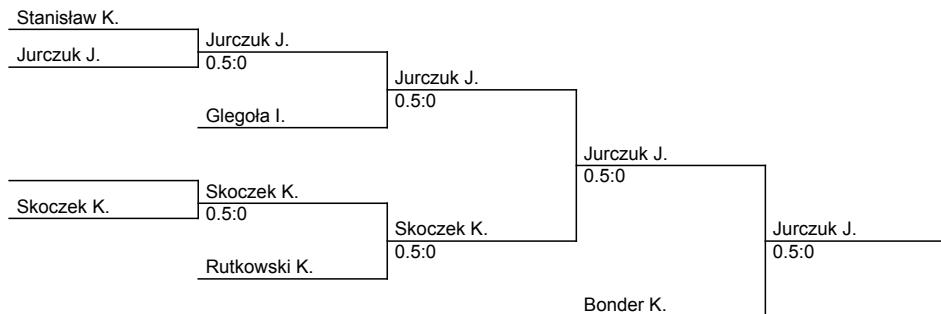 Stanisław K.
Jurczuk J.
Jurczuk J.
0.5:0
Jurczuk J.
0.5:0
Glegoła I.
Jurczuk J.
0.5:0
Skoczek K.
Skoczek K.
0.5:0
Skoczek K.
0.5:0
Jurczuk J.
0.5:0
Rutkowski K.
Bonder K.